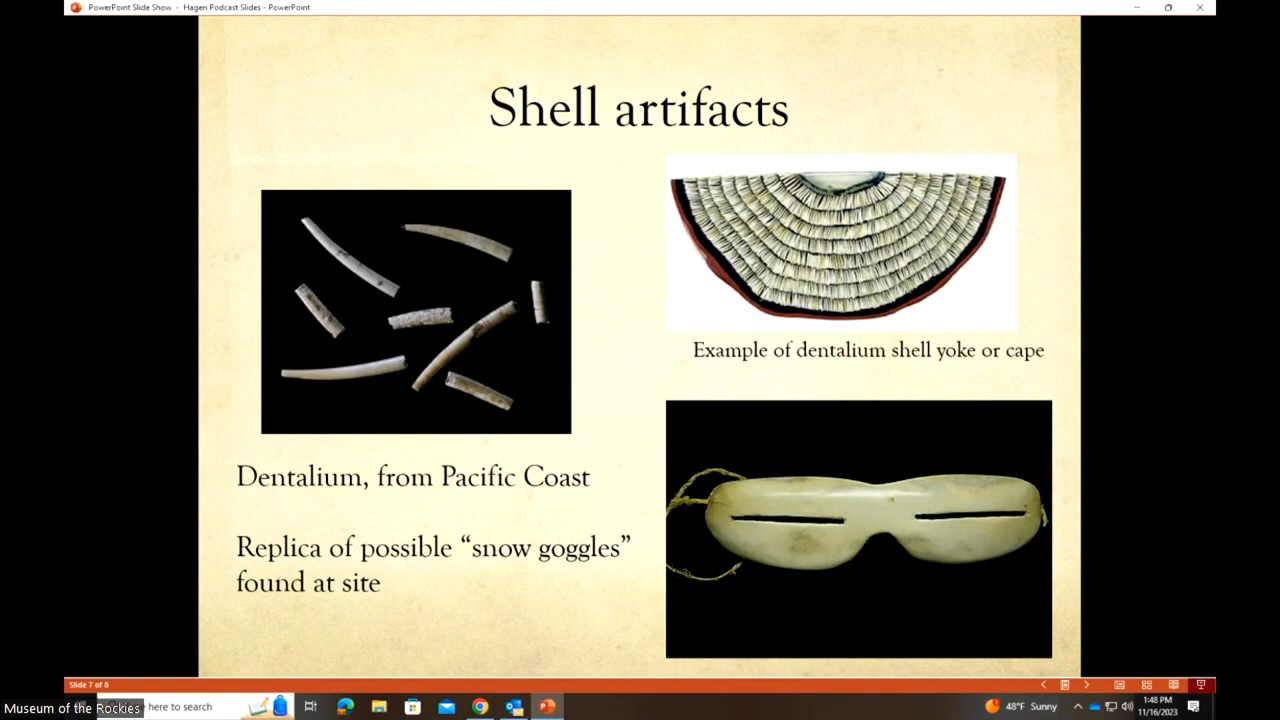 PowerPoint Slide Show - Hagen Podcast Slides - PowerPoint
Shell artifacts
Example of dentalium shell yoke or cape
Dentalium, from Pacific Coast
Replica of possible “snow goggles”
found at site
Slide 7 of 8
Museum of the Rockies
here to search
48°F Sunny
1:48 PM
11/16/2023